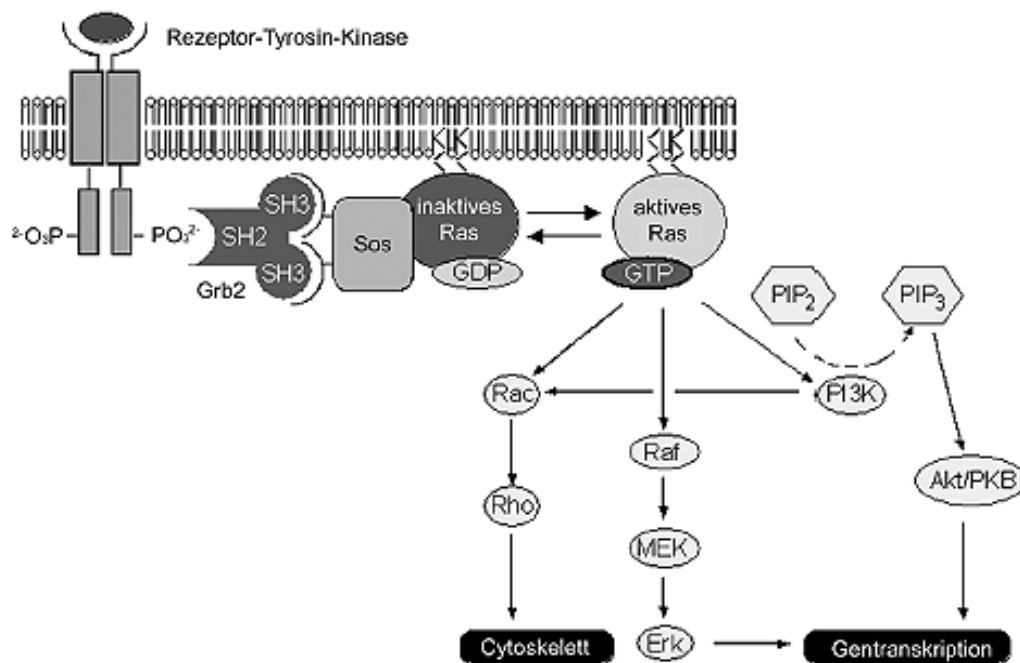 Rezeptor-Tyrosin-Kinase
²⁻O₃P
PO₃²⁻
SH3
SH2
SH3
Grb2
Sos
inaktives
Ras
GDP
aktives
Ras
GTP
PIP₂
PIP₃
Rac
PI3K
Raf
Akt/PKB
Rho
MEK
Cytoskelett
Erk
Gentranskription